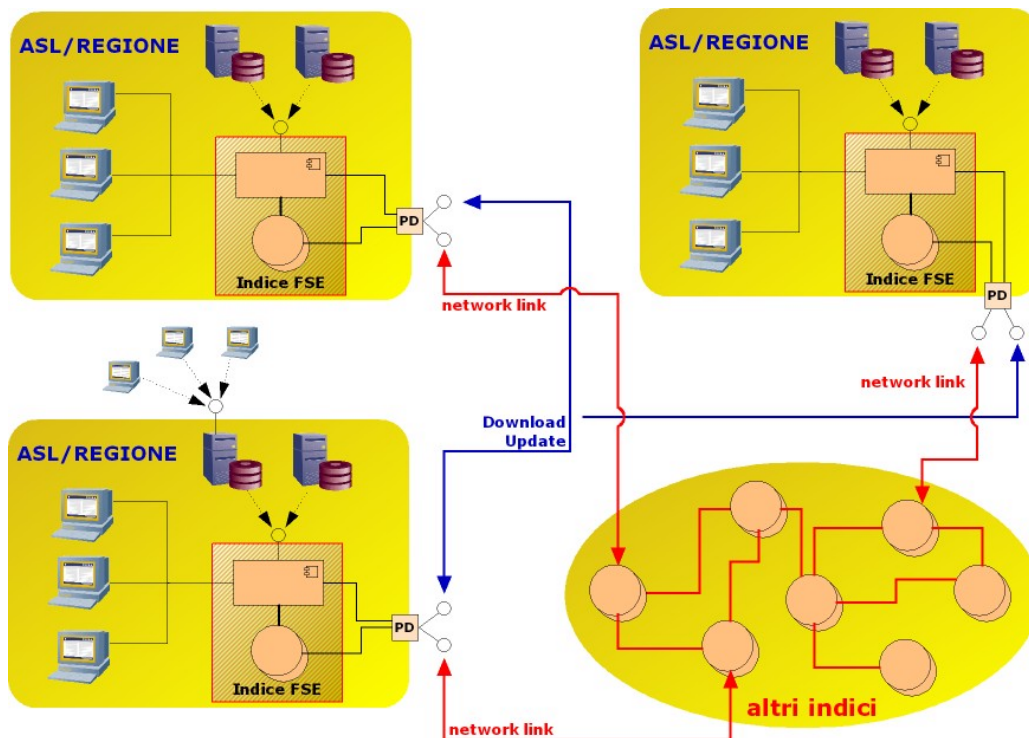 ASL/REGIONE
ASL/REGIONE
PD
Indice FSE
Indice FSE
PD
network link
network link
Download
Update
ASL/REGIONE
PD
Indice FSE
altri indici
network link